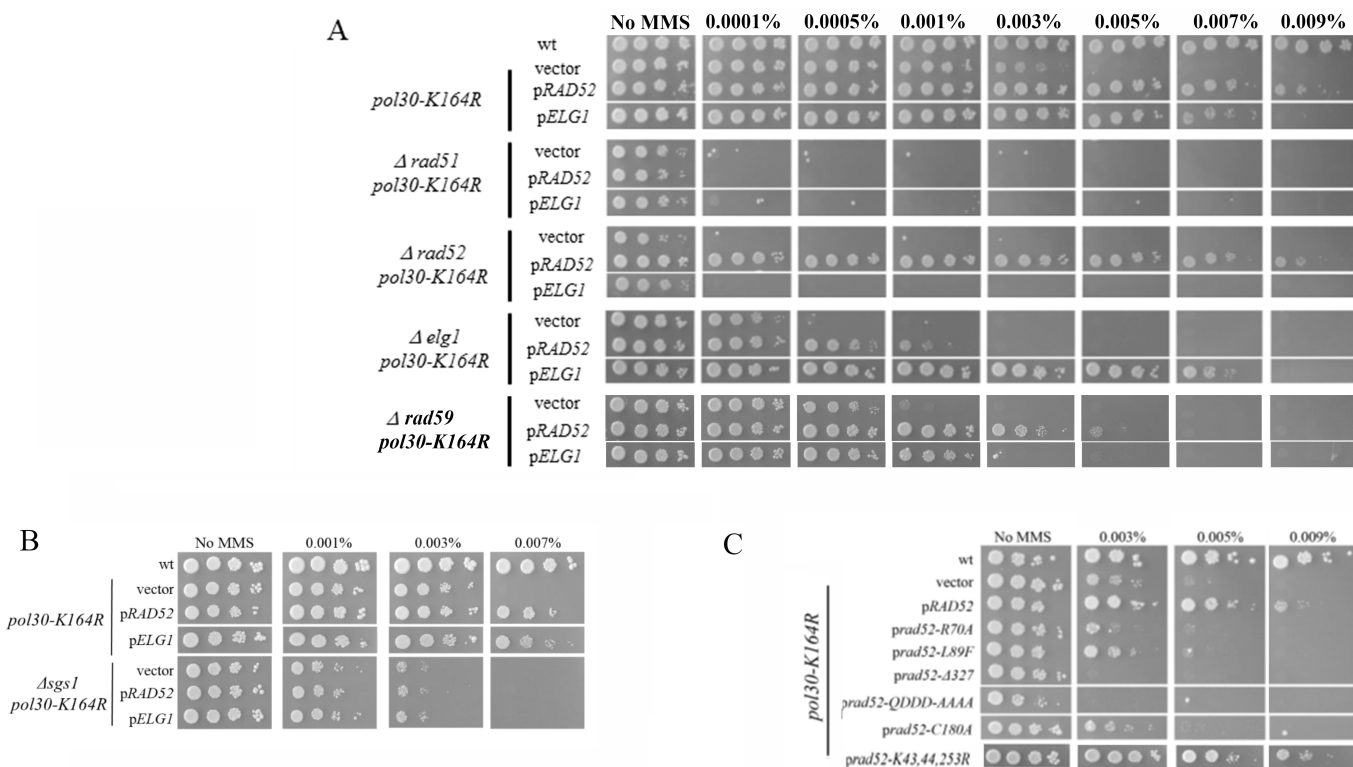 A
No MMS 0.0001% 0.0005% 0.001% 0.003% 0.005% 0.007% 0.009%
wt
pol30-K164R
vector
pRAD52
pELG1
Δ rad51
pol30-K164R
vector
pRAD52
pELG1
Δ rad52
pol30-K164R
vector
pRAD52
pELG1
Δ elg1
pol30-K164R
vector
pRAD52
pELG1
Δ rad59
pol30-K164R
vector
pRAD52
pELG1
B
No MMS 0.001% 0.003% 0.007%
wt
pol30-K164R
vector
pRAD52
pELG1
Δsgs1
pol30-K164R
vector
pRAD52
pELG1
C
No MMS 0.003% 0.005% 0.009%
wt
pol30-K164R
vector
pRAD52
prad52-R70A
prad52-L89F
prad52-Δ327
prad52-QDDD-AAAA
prad52-C180A
prad52-K43,44,253R